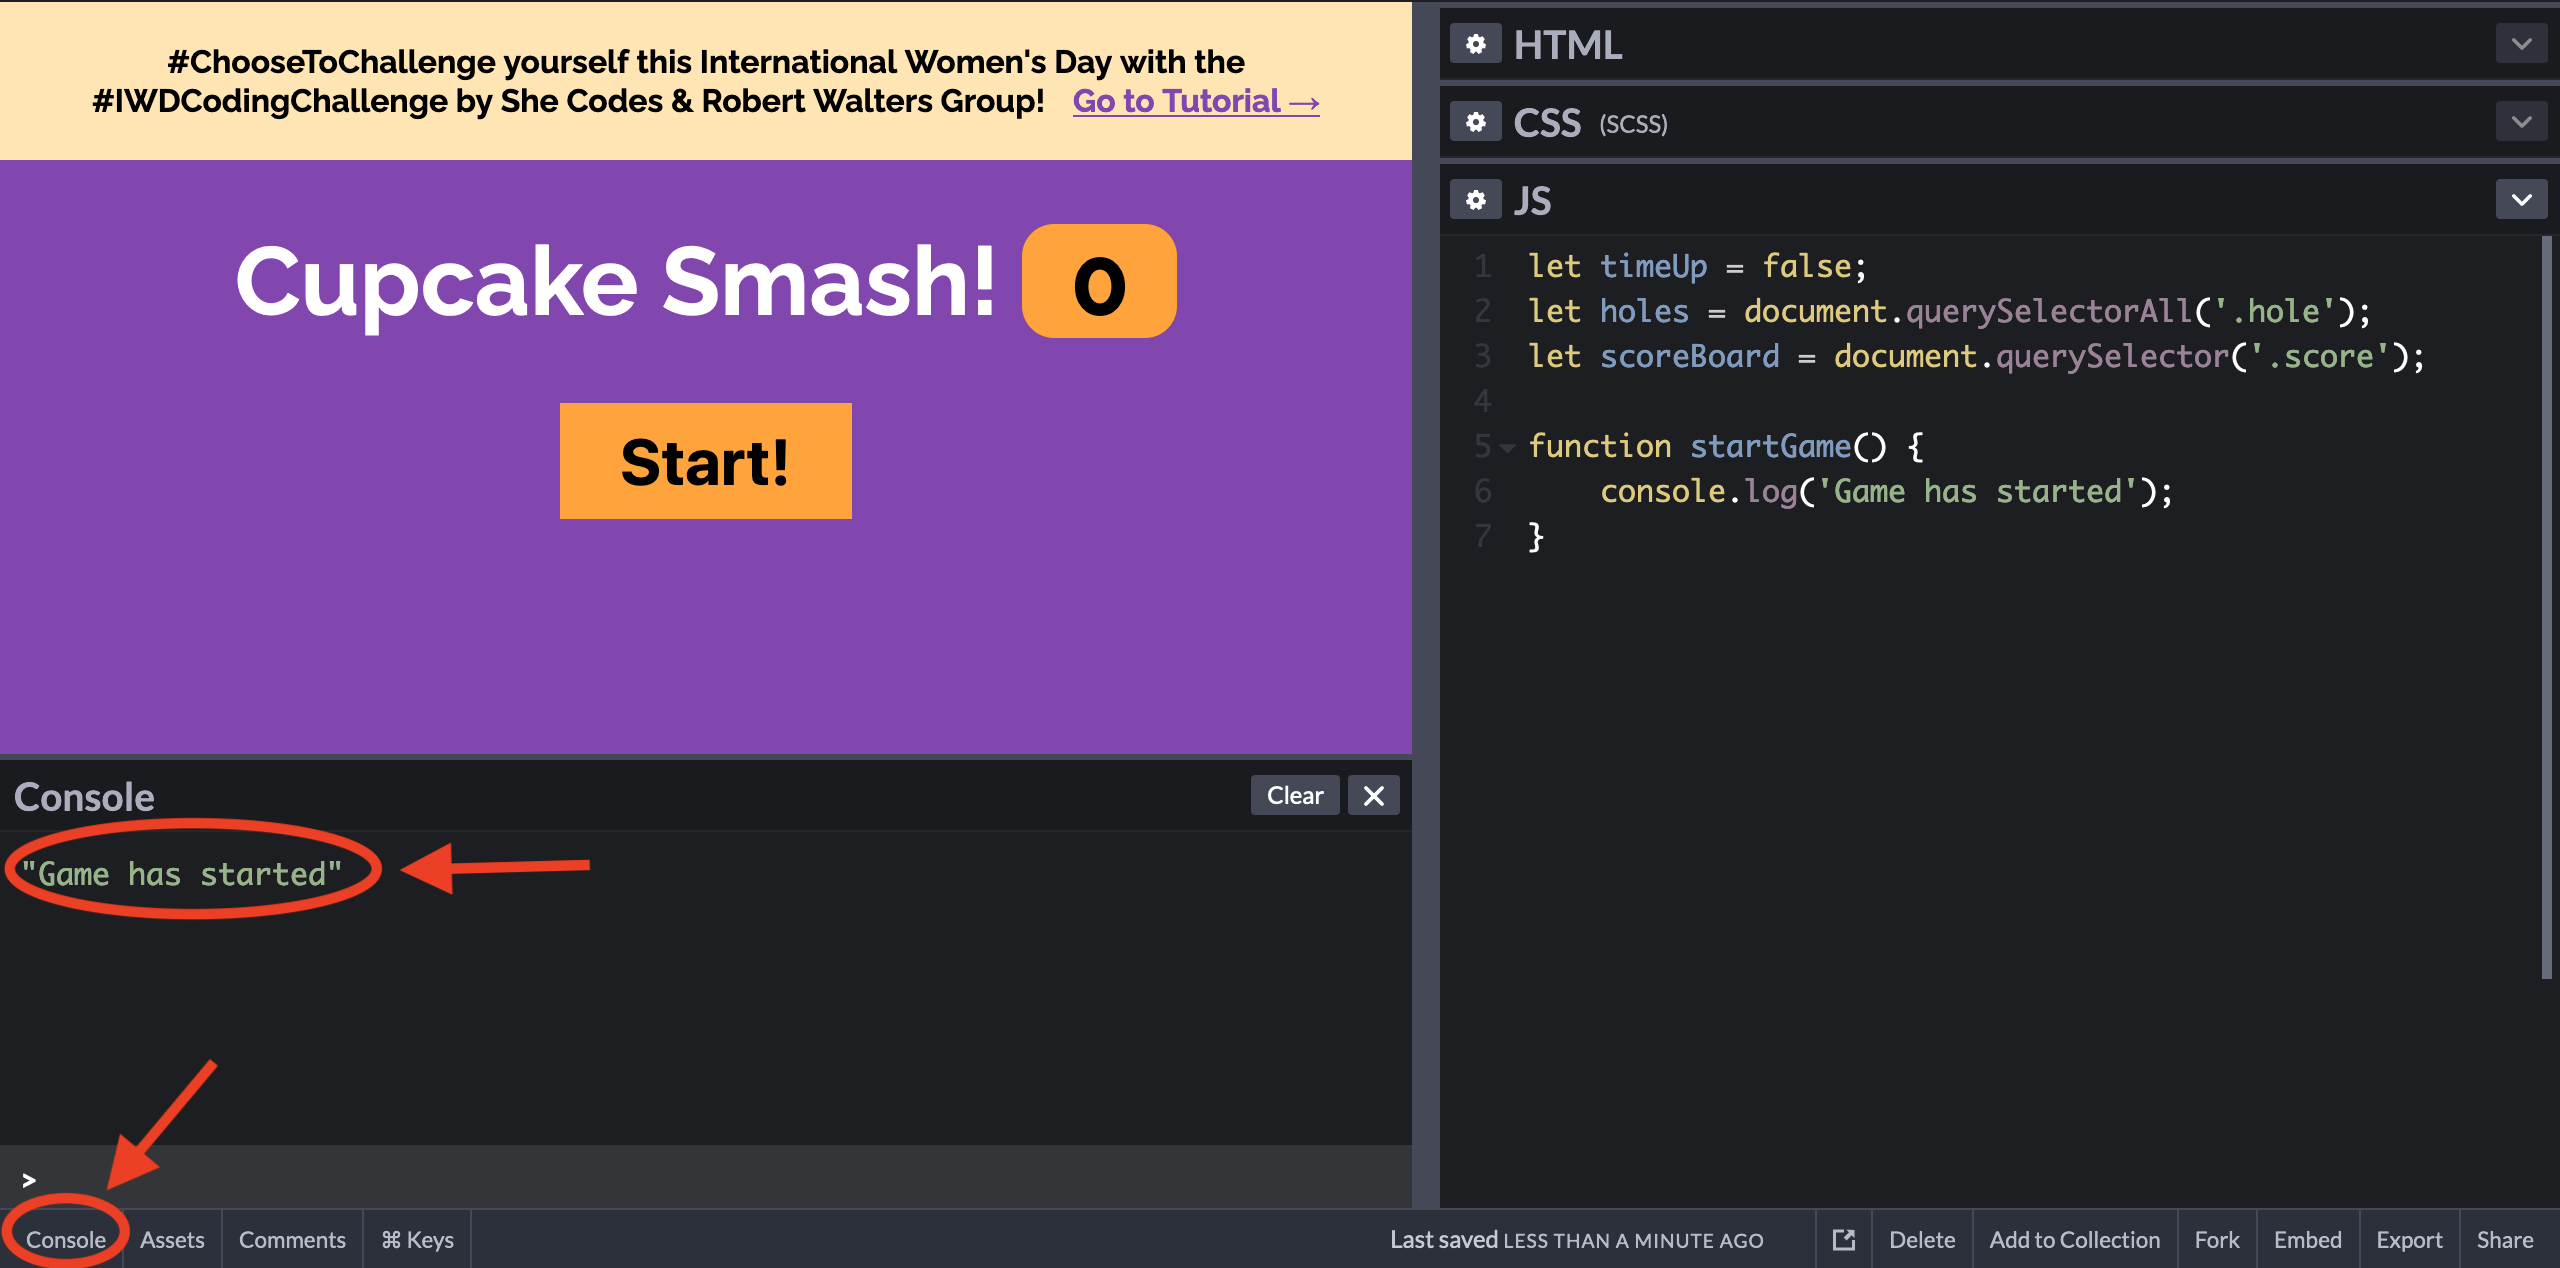 #ChooseToChallenge yourself this International Women's Day with the
#IWDCodingChallenge by She Codes & Robert Walters Group! Go to Tutorial →
Cupcake Smash! 0
Start!
Console
Clear
"Game has started"
>
HTML
CSS (SCSS)
JS
1 let timeUp = false;
2 let holes = document.querySelectorAll('.hole');
3 let scoreBoard = document.querySelector('.score');
4
5 function startGame() {
6     console.log('Game has started');
7 }
Console Assets Comments ⌘ Keys Last saved LESS THAN A MINUTE AGO Delete Add to Collection Fork Embed Export Share